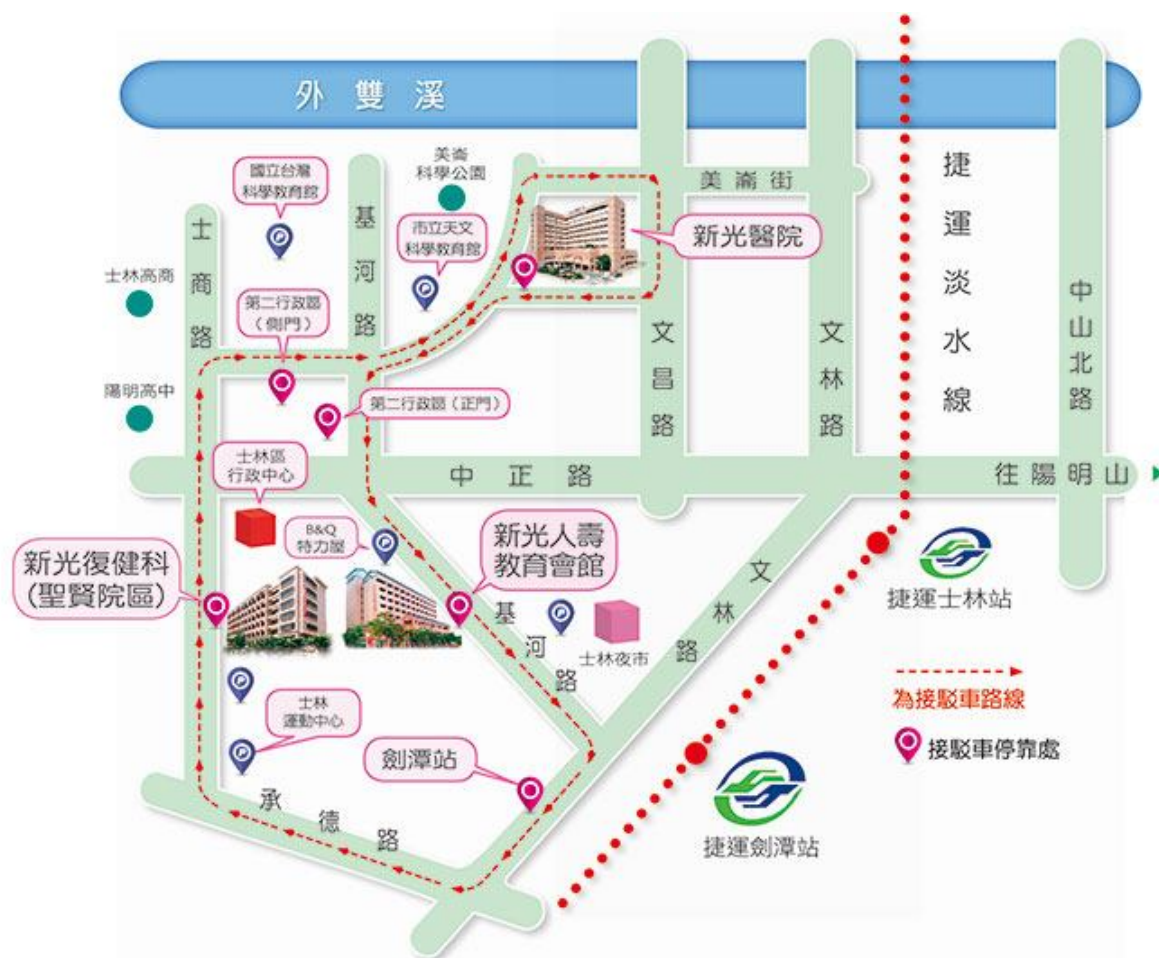 外雙溪
美崙
科學公園
國立台灣
科學教育館
美崙街
捷運淡水線
士商路
基河路
市立天文
科學教育館
新光醫院
士林高商
第二行政區
(側門)
文昌路
文林路
中山北路
陽明高中
第二行政區(正門)
士林區
行政中心
中正路
往陽明山
B&Q
特力屋
新光人壽
教育會館
新光復健科
(聖賢院區)
捷運士林站
基河路
士林夜市
文林路
為接駁車路線
士林
運動中心
劍潭站
接駁車停靠處
承德路
捷運劍潭站